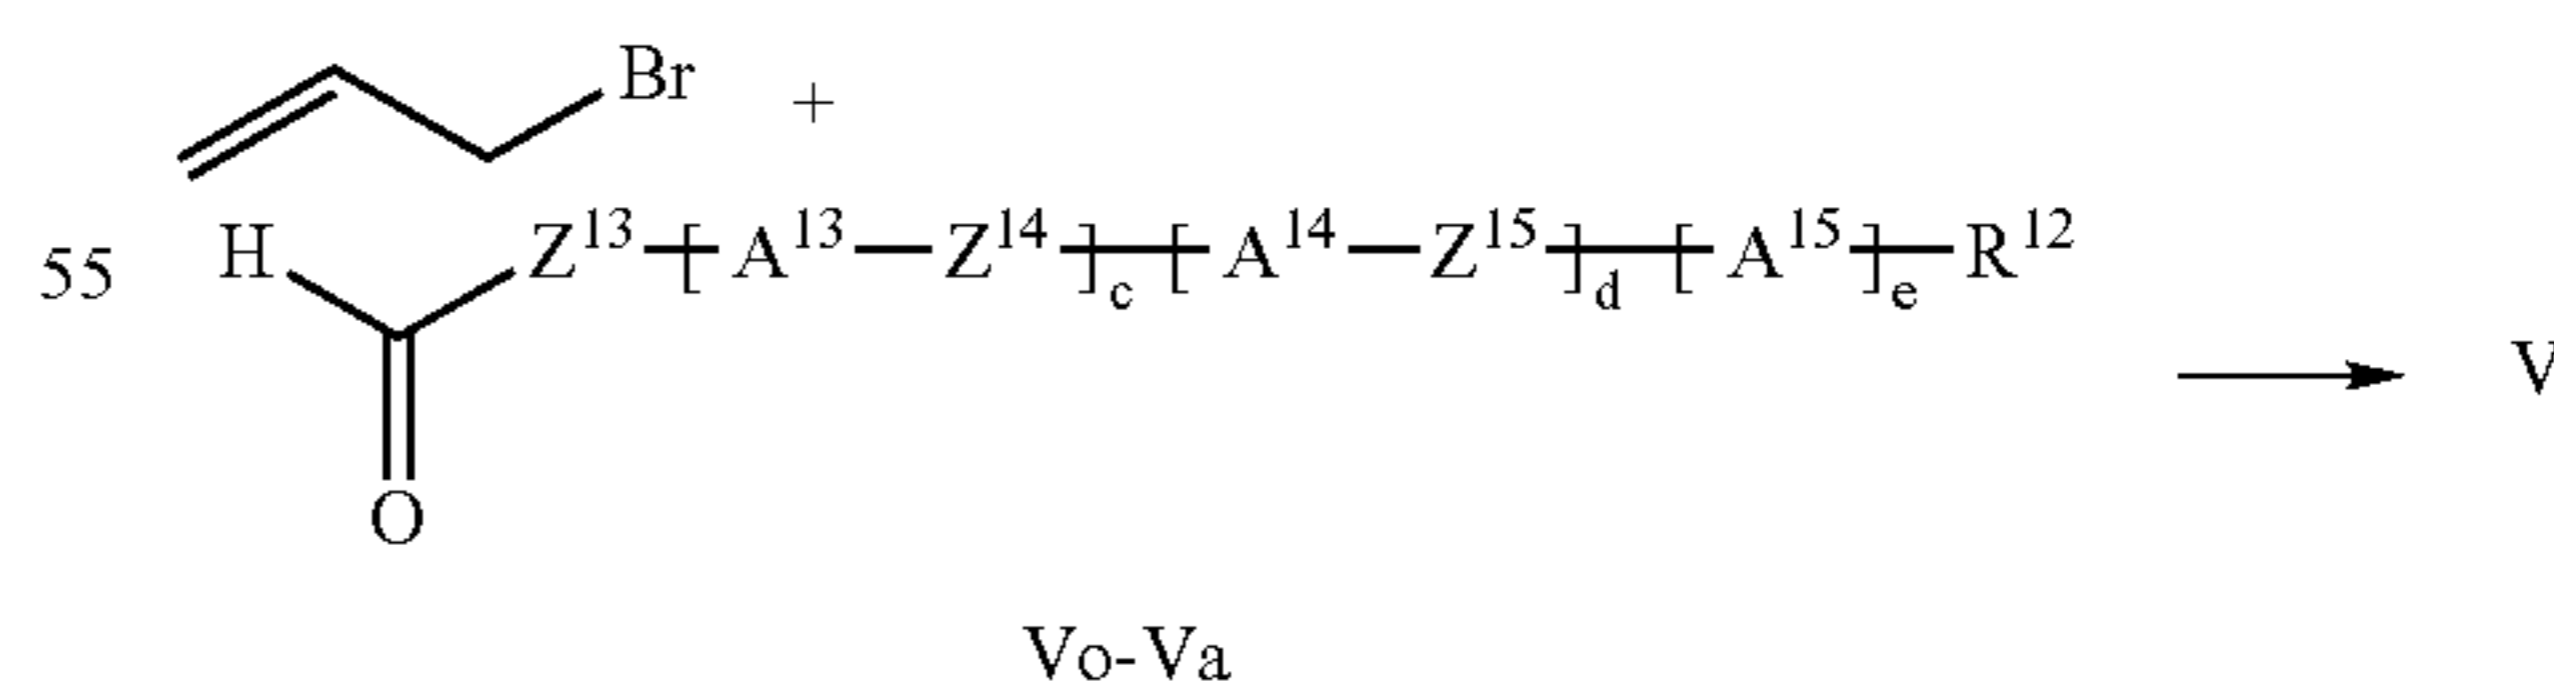 Br +
55 H Z13 [ A13 Z14 ]c [ A14 Z15 ]d [ A15 ]e R12
V
O
Vo-Va